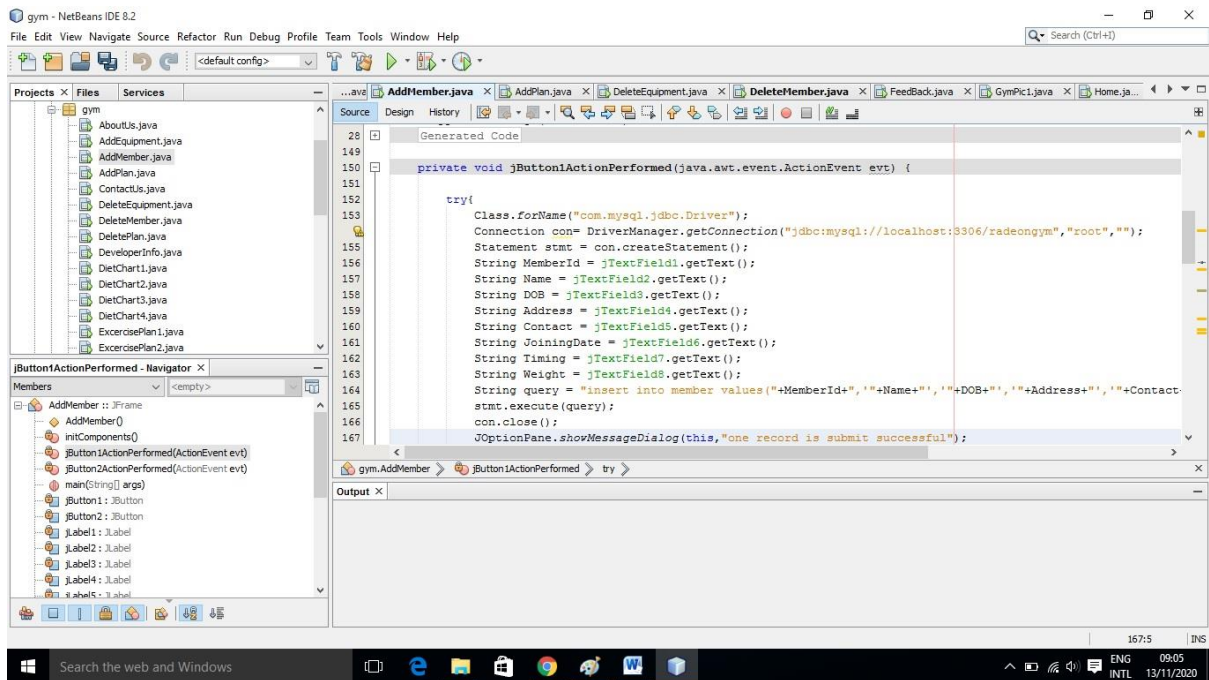 gym - NetBeans IDE 8.2
File Edit View Navigate Source Refactor Run Debug Profile Team Tools Window Help
Search (Ctrl+I)
<default config>
Projects Files Services
gym
AboutUs.java
AddEquipment.java
AddMember.java
AddPlan.java
ContactUs.java
DeleteEquipment.java
DeleteMember.java
DeletePlan.java
DeveloperInfo.java
DietChart1.java
DietChart2.java
DietChart3.java
DietChart4.java
ExcercisePlan1.java
ExcercisePlan2.java
jButton1ActionPerformed - Navigator
Members <empty>
AddMember :: JFrame
AddMember()
initComponents()
jButton1ActionPerformed(ActionEvent evt)
jButton2ActionPerformed(ActionEvent evt)
main(String[] args)
jButton1 : JButton
jButton2 : JButton
jLabel1 : JLabel
jLabel2 : JLabel
jLabel3 : JLabel
jLabel4 : JLabel
jLabel5 : JLabel
...ava AddMember.java AddPlan.java DeleteEquipment.java DeleteMember.java FeedBack.java GymPic1.java Home.ja...
Source Design History
28 Generated Code
149
150 private void jButton1ActionPerformed(java.awt.event.ActionEvent evt) {
151
152 try{
153 Class.forName("com.mysql.jdbc.Driver");
Connection con= DriverManager.getConnection("jdbc:mysql://localhost:3306/radeongym","root","");
155 Statement stmt = con.createStatement();
156 String MemberId = jTextField1.getText();
157 String Name = jTextField2.getText();
158 String DOB = jTextField3.getText();
159 String Address = jTextField4.getText();
160 String Contact = jTextField5.getText();
161 String JoiningDate = jTextField6.getText();
162 String Timing = jTextField7.getText();
163 String Weight = jTextField8.getText();
164 String query = "insert into member values("+MemberId+",'"+Name+"','"+DOB+"','"+Address+"','"+Contact
165 stmt.execute(query);
166 con.close();
167 JOptionPane.showMessageDialog(this,"one record is submit successful");
gym.AddMember jButton1ActionPerformed try
Output
167:5 INS
Search the web and Windows
ENG 09:05
INTL 13/11/2020